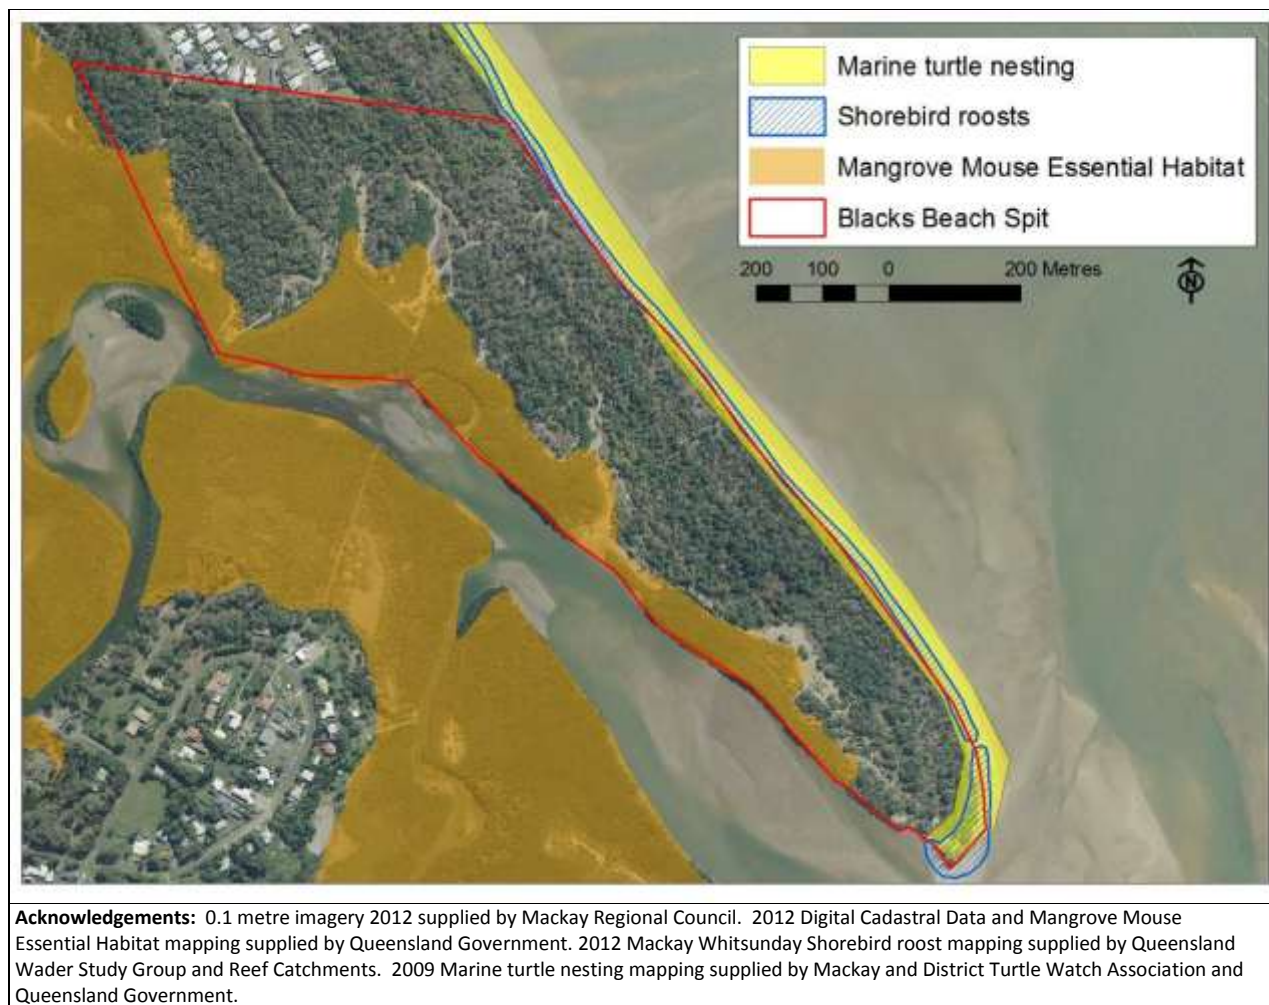 Marine turtle nesting
Shorebird roosts
Mangrove Mouse Essential Habitat
Blacks Beach Spit
200 100 0 200 Metres
N
Acknowledgements: 0.1 metre imagery 2012 supplied by Mackay Regional Council. 2012 Digital Cadastral Data and Mangrove Mouse
Essential Habitat mapping supplied by Queensland Government. 2012 Mackay Whitsunday Shorebird roost mapping supplied by Queensland
Wader Study Group and Reef Catchments. 2009 Marine turtle nesting mapping supplied by Mackay and District Turtle Watch Association and
Queensland Government.